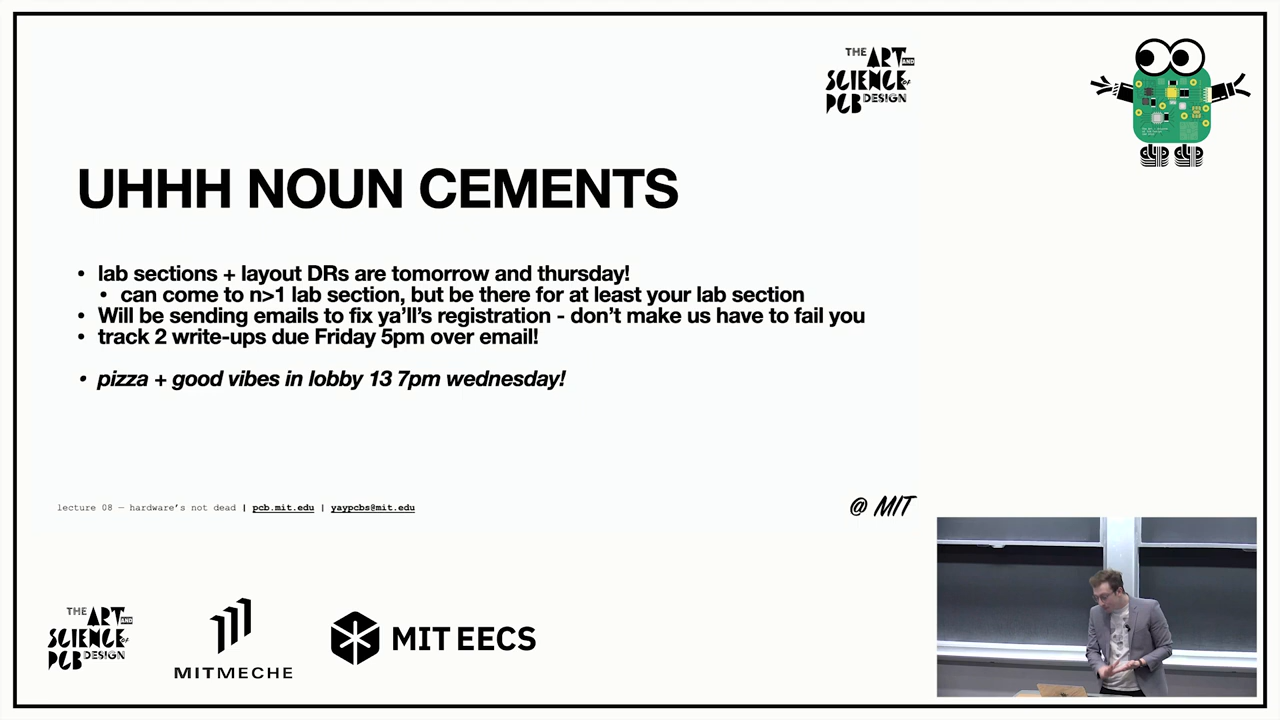 THE ART AND
SCIENCE OF
PCB DESIGN
UHHH NOUN CEMENTS
• lab sections + layout DRs are tomorrow and thursday!
• can come to n>1 lab section, but be there for at least your lab section
• Will be sending emails to fix ya'll's registration - don't make us have to fail you
• track 2 write-ups due Friday 5pm over email!
• pizza + good vibes in lobby 13 7pm wednesday!
lecture 08 — hardware's not dead | pcb.mit.edu | yaypcbs@mit.edu
@ MIT
THE ART AND
SCIENCE OF
PCB DESIGN
MITMECHE
MIT EECS